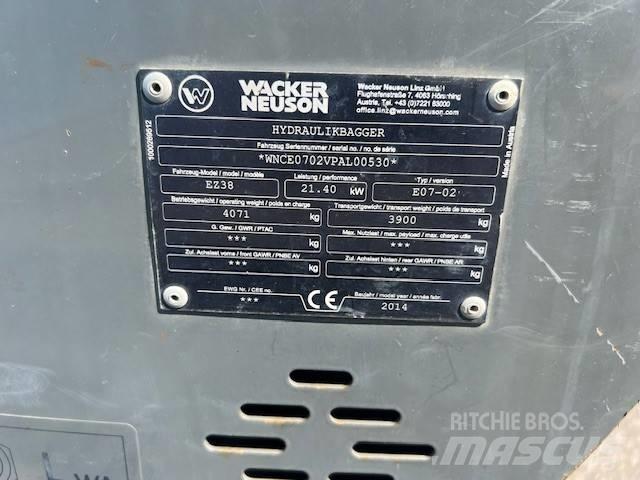 WACKER
NEUSON
Wacker Neuson Linz GmbH
Flughafenstraße 7, 4063 Hörsching
Austria, Tel. +43 (0)7221 63000
office.linz@wackerneuson.com
HYDRAULIKBAGGER
Fahrzeug Seriennummer / serial no. / no. de série
*WNCE0702VPAL00530*
Fahrzeug-Model / model / modèle
Leistung / performance
Typ / version
EZ38
21.40 kW
E07-02
Betriebsgewicht / operating weight / poids en charge
Transportgewicht / transport weight / poids de transport
4071 kg
3900 kg
G. Gew. / GWR / PTAC
Max. Nutzlast / max. payload / max. charge utile
*** kg
*** kg
Zul. Achslast vorne / front GAWR / PNBE AV
Zul. Achslast hinten / rear GAWR / PNBE AR
*** kg
*** kg
EWG Nr. / CEE no.
***
CE
Baujahr / model year / année fabr.
2014
1000289612
Made in Austria
LWA
RITCHIE BROS.
MASCUS